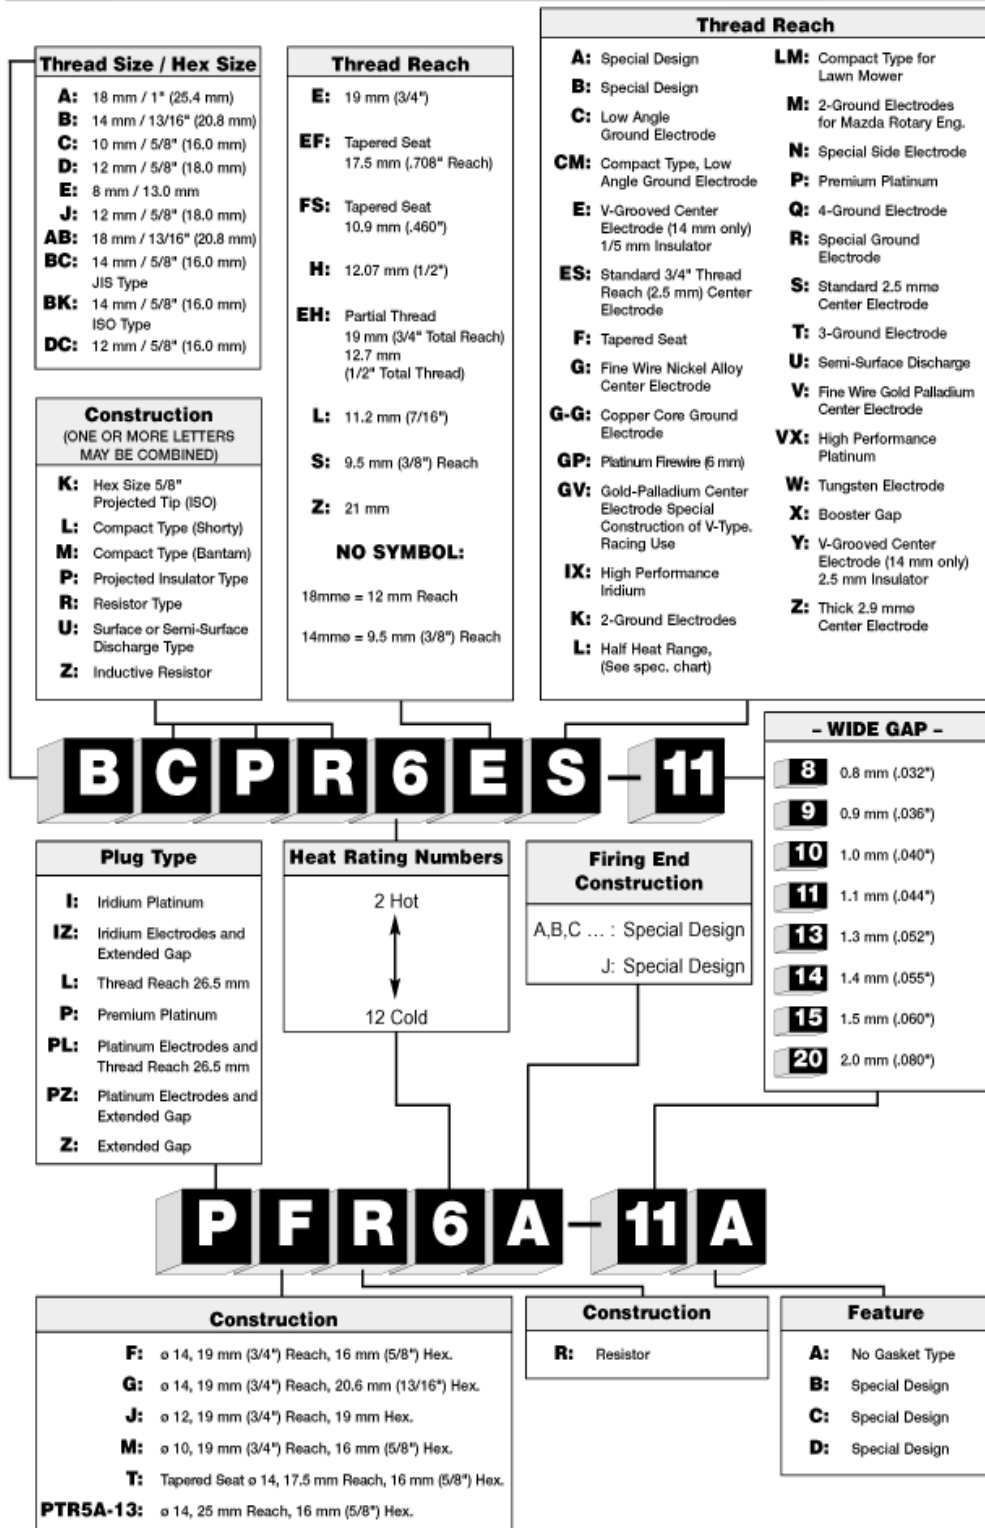 Thread Size / Hex Size
A: 18 mm / 1" (25.4 mm)
B: 14 mm / 13/16" (20.8 mm)
C: 10 mm / 5/8" (16.0 mm)
D: 12 mm / 5/8" (18.0 mm)
E: 8 mm / 13.0 mm
J: 12 mm / 5/8" (18.0 mm)
AB: 18 mm / 13/16" (20.8 mm)
BC: 14 mm / 5/8" (16.0 mm)
JIS Type
BK: 14 mm / 5/8" (16.0 mm)
ISO Type
DC: 12 mm / 5/8" (16.0 mm)
Construction
(ONE OR MORE LETTERS
MAY BE COMBINED)
K: Hex Size 5/8"
Projected Tip (ISO)
L: Compact Type (Shorty)
M: Compact Type (Bantam)
P: Projected Insulator Type
R: Resistor Type
U: Surface or Semi-Surface
Discharge Type
Z: Inductive Resistor
Thread Reach
E: 19 mm (3/4")
EF: Tapered Seat
17.5 mm (.708" Reach)
FS: Tapered Seat
10.9 mm (.460")
H: 12.07 mm (1/2")
EH: Partial Thread
19 mm (3/4" Total Reach)
12.7 mm
(1/2" Total Thread)
L: 11.2 mm (7/16")
S: 9.5 mm (3/8") Reach
Z: 21 mm
NO SYMBOL:
18mmø = 12 mm Reach
14mmø = 9.5 mm (3/8") Reach
Thread Reach
A: Special Design
B: Special Design
C: Low Angle
Ground Electrode
CM: Compact Type, Low
Angle Ground Electrode
E: V-Grooved Center
Electrode (14 mm only)
1/5 mm Insulator
ES: Standard 3/4" Thread
Reach (2.5 mm) Center
Electrode
F: Tapered Seat
G: Fine Wire Nickel Alloy
Center Electrode
G-G: Copper Core Ground
Electrode
GP: Platinum Firewire (6 mm)
GV: Gold-Palladium Center
Electrode Special
Construction of V-Type.
Racing Use
IX: High Performance
Iridium
K: 2-Ground Electrodes
L: Half Heat Range,
(See spec. chart)
LM: Compact Type for
Lawn Mower
M: 2-Ground Electrodes
for Mazda Rotary Eng.
N: Special Side Electrode
P: Premium Platinum
Q: 4-Ground Electrode
R: Special Ground
Electrode
S: Standard 2.5 mmø
Center Electrode
T: 3-Ground Electrode
U: Semi-Surface Discharge
V: Fine Wire Gold Palladium
Center Electrode
VX: High Performance
Platinum
W: Tungsten Electrode
X: Booster Gap
Y: V-Grooved Center
Electrode (14 mm only)
2.5 mm Insulator
Z: Thick 2.9 mmø
Center Electrode
B C P R 6 E S - 11
– WIDE GAP –
8 0.8 mm (.032")
9 0.9 mm (.036")
10 1.0 mm (.040")
11 1.1 mm (.044")
13 1.3 mm (.052")
14 1.4 mm (.055")
15 1.5 mm (.060")
20 2.0 mm (.080")
Plug Type
I: Iridium Platinum
IZ: Iridium Electrodes and
Extended Gap
L: Thread Reach 26.5 mm
P: Premium Platinum
PL: Platinum Electrodes and
Thread Reach 26.5 mm
PZ: Platinum Electrodes and
Extended Gap
Z: Extended Gap
Heat Rating Numbers
2 Hot
12 Cold
Firing End
Construction
A,B,C ... : Special Design
J: Special Design
P F R 6 A - 11 A
Construction
F: ø 14, 19 mm (3/4") Reach, 16 mm (5/8") Hex.
G: ø 14, 19 mm (3/4") Reach, 20.6 mm (13/16") Hex.
J: ø 12, 19 mm (3/4") Reach, 19 mm Hex.
M: ø 10, 19 mm (3/4") Reach, 16 mm (5/8") Hex.
T: Tapered Seat ø 14, 17.5 mm Reach, 16 mm (5/8") Hex.
PTR5A-13: ø 14, 25 mm Reach, 16 mm (5/8") Hex.
Construction
R: Resistor
Feature
A: No Gasket Type
B: Special Design
C: Special Design
D: Special Design